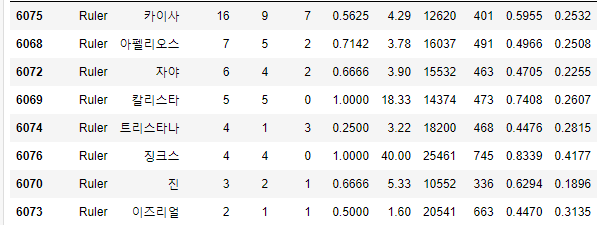 6075 Ruler 카이사 16 9 7 0.5625 4.29 12620 401 0.5955 0.2532
6068 Ruler 아펠리오스 7 5 2 0.7142 3.78 16037 491 0.4966 0.2508
6072 Ruler 자야 6 4 2 0.6666 3.90 15532 463 0.4705 0.2255
6069 Ruler 칼리스타 5 5 0 1.0000 18.33 14374 473 0.7408 0.2607
6074 Ruler 트리스타나 4 1 3 0.2500 3.22 18200 468 0.4476 0.2815
6076 Ruler 징크스 4 4 0 1.0000 40.00 25461 745 0.8339 0.4177
6070 Ruler 진 3 2 1 0.6666 5.33 10552 336 0.6294 0.1896
6073 Ruler 이즈리얼 2 1 1 0.5000 1.60 20541 663 0.4470 0.3135